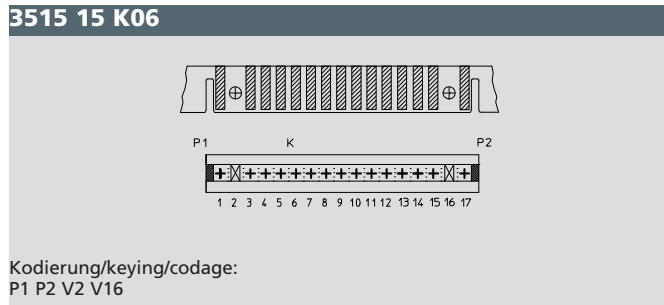 3515 15 K06
P1 K P2
1 2 3 4 5 6 7 8 9 10 11 12 13 14 15 16 17
Kodierung/keying/codage:
P1 P2 V2 V16